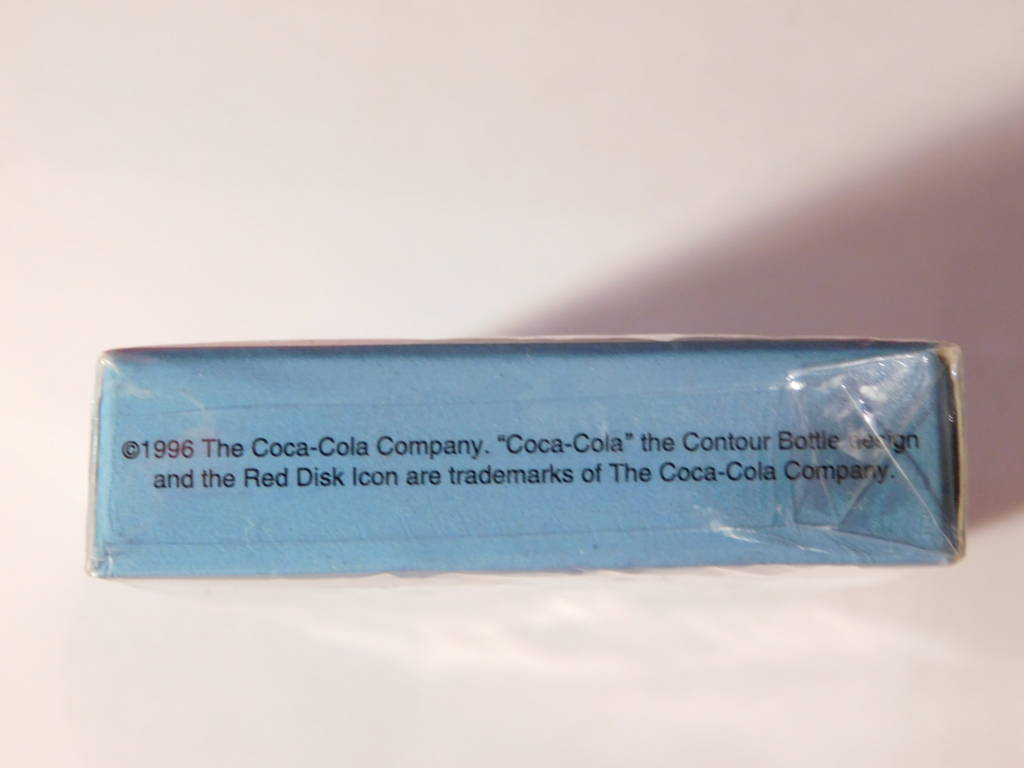 ©1996 The Coca-Cola Company. “Coca-Cola” the Contour Bottle design
and the Red Disk Icon are trademarks of The Coca-Cola Company.